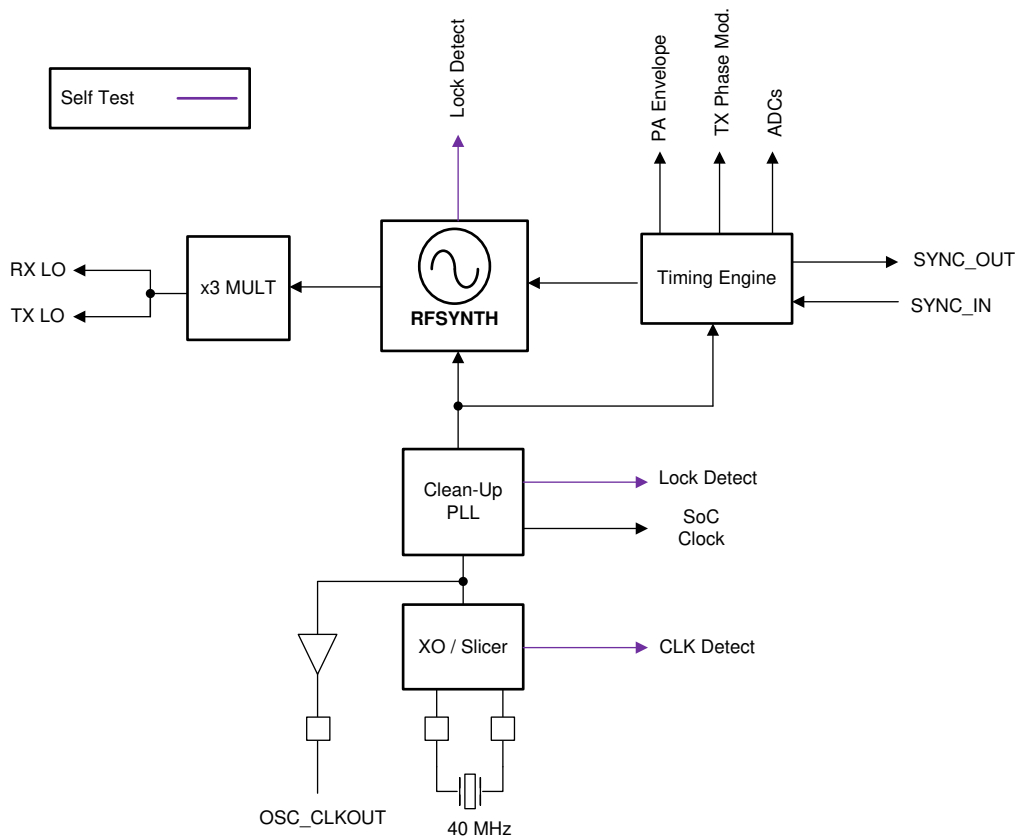 Lock Detect
PA Envelope
TX Phase Mod.
ADCs
Self Test
RX LO
TX LO
x3 MULT
RFSYNTH
Timing Engine
SYNC_OUT
SYNC_IN
Clean-Up
PLL
Lock Detect
SoC
Clock
XO / Slicer
CLK Detect
OSC_CLKOUT
40 MHz